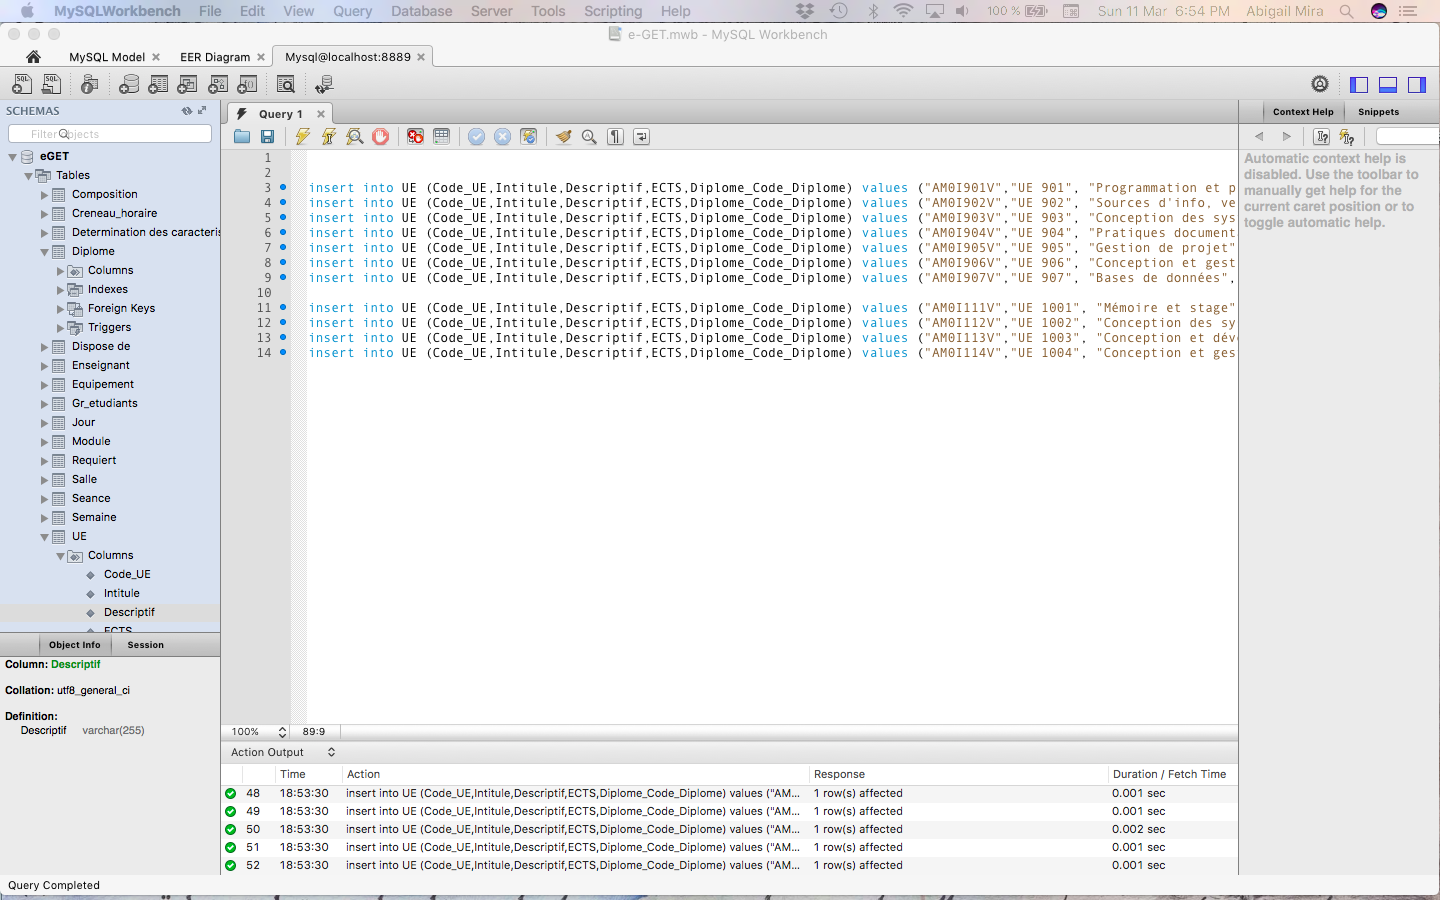 MySQLWorkbench File Edit View Query Database Server Tools Scripting Help 100 % Sun 11 Mar 6:54 PM Abigail Mira
e-GET.mwb - MySQL Workbench
MySQL Model EER Diagram Mysql@localhost:8889
SCHEMAS
Filter objects
eGET
Tables
Composition
Creneau_horaire
Determination des caracteris
Diplome
Columns
Indexes
Foreign Keys
Triggers
Dispose de
Enseignant
Equipement
Gr_etudiants
Jour
Module
Requiert
Salle
Seance
Semaine
UE
Columns
Code_UE
Intitule
Descriptif
ECTS
Object Info Session
Column: Descriptif
Collation: utf8_general_ci
Definition:
Descriptif varchar(255)
Query Completed
Query 1
1
2
3 insert into UE (Code_UE,Intitule,Descriptif,ECTS,Diplome_Code_Diplome) values ("AM0I901V","UE 901", "Programmation et p
4 insert into UE (Code_UE,Intitule,Descriptif,ECTS,Diplome_Code_Diplome) values ("AM0I902V","UE 902", "Sources d'info, ve
5 insert into UE (Code_UE,Intitule,Descriptif,ECTS,Diplome_Code_Diplome) values ("AM0I903V","UE 903", "Conception des sys
6 insert into UE (Code_UE,Intitule,Descriptif,ECTS,Diplome_Code_Diplome) values ("AM0I904V","UE 904", "Pratiques document
7 insert into UE (Code_UE,Intitule,Descriptif,ECTS,Diplome_Code_Diplome) values ("AM0I905V","UE 905", "Gestion de projet"
8 insert into UE (Code_UE,Intitule,Descriptif,ECTS,Diplome_Code_Diplome) values ("AM0I906V","UE 906", "Conception et gest
9 insert into UE (Code_UE,Intitule,Descriptif,ECTS,Diplome_Code_Diplome) values ("AM0I907V","UE 907", "Bases de données",
10
11 insert into UE (Code_UE,Intitule,Descriptif,ECTS,Diplome_Code_Diplome) values ("AM0I111V","UE 1001", "Mémoire et stage"
12 insert into UE (Code_UE,Intitule,Descriptif,ECTS,Diplome_Code_Diplome) values ("AM0I112V","UE 1002", "Conception des sy
13 insert into UE (Code_UE,Intitule,Descriptif,ECTS,Diplome_Code_Diplome) values ("AM0I113V","UE 1003", "Conception et dév
14 insert into UE (Code_UE,Intitule,Descriptif,ECTS,Diplome_Code_Diplome) values ("AM0I114V","UE 1004", "Conception et ges
100% 89:9
Action Output
Time Action Response Duration / Fetch Time
48 18:53:30 insert into UE (Code_UE,Intitule,Descriptif,ECTS,Diplome_Code_Diplome) values ("AM... 1 row(s) affected 0.001 sec
49 18:53:30 insert into UE (Code_UE,Intitule,Descriptif,ECTS,Diplome_Code_Diplome) values ("AM... 1 row(s) affected 0.001 sec
50 18:53:30 insert into UE (Code_UE,Intitule,Descriptif,ECTS,Diplome_Code_Diplome) values ("AM... 1 row(s) affected 0.002 sec
51 18:53:30 insert into UE (Code_UE,Intitule,Descriptif,ECTS,Diplome_Code_Diplome) values ("AM... 1 row(s) affected 0.001 sec
52 18:53:30 insert into UE (Code_UE,Intitule,Descriptif,ECTS,Diplome_Code_Diplome) values ("AM... 1 row(s) affected 0.001 sec
Context Help Snippets
Automatic context help is
disabled. Use the toolbar to
manually get help for the
current caret position or to
toggle automatic help.